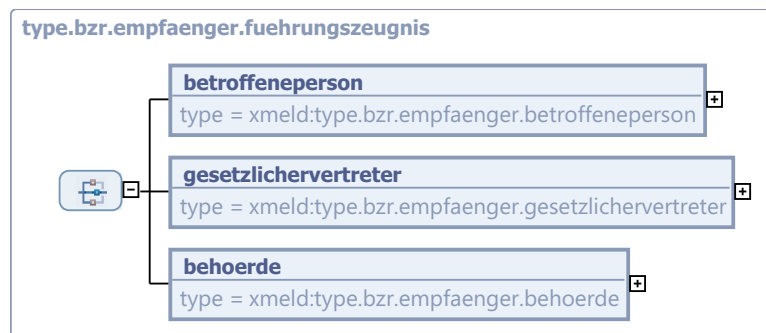 type.bzr.empfaenger.fuehrungszeugnis
betroffeneperson
type = xmeld:type.bzr.empfaenger.betroffeneperson
gesetzlichervertreter
type = xmeld:type.bzr.empfaenger.gesetzlichervertreter
behoerde
type = xmeld:type.bzr.empfaenger.behoerde